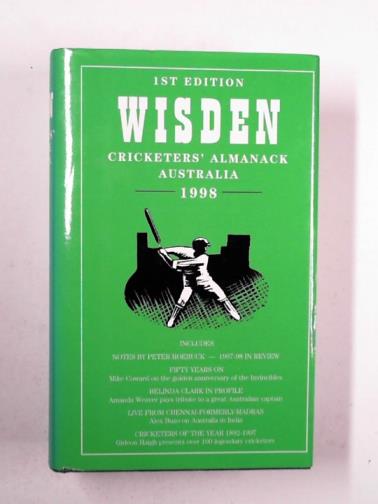 1ST EDITION
WISDEN
CRICKETERS' ALMANACK
AUSTRALIA
1998
INCLUDES
NOTES BY PETER ROEBUCK — 1997-98 IN REVIEW
FIFTY YEARS ON
Mike Coward on the golden anniversary of the Invincibles
BELINDA CLARK IN PROFILE
Amanda Weaver pays tribute to a great Australian captain
LIVE FROM CHENNAI-FORMERLY-MADRAS
Alex Buzo on Australia in India
CRICKETERS OF THE YEAR 1892-1997
Gideon Haigh presents over 100 legendary cricketers